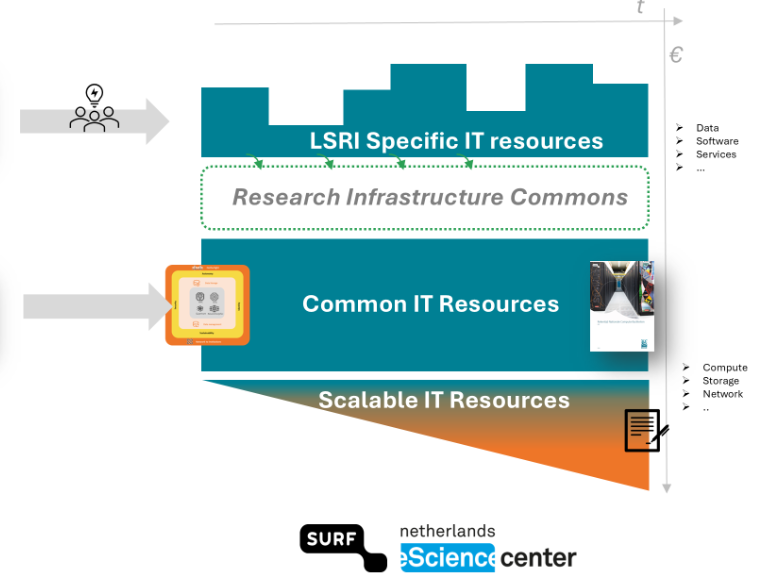 t
€
LSRI Specific IT resources
Data
Software
Services
...
Research Infrastructure Commons
Common IT Resources
Scalable IT Resources
Compute
Storage
Network
..
SURF
netherlands
eScience center